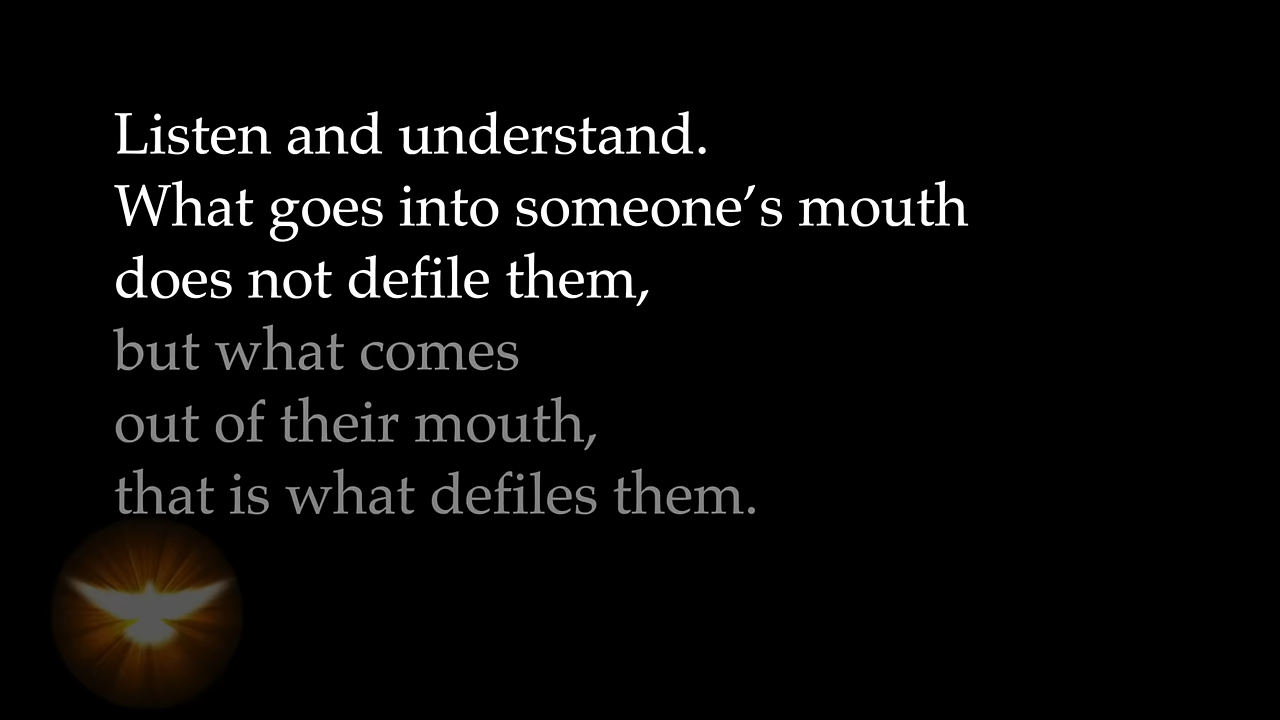 Listen and understand.
What goes into someone’s mouth
does not defile them,
but what comes
out of their mouth,
that is what defiles them.